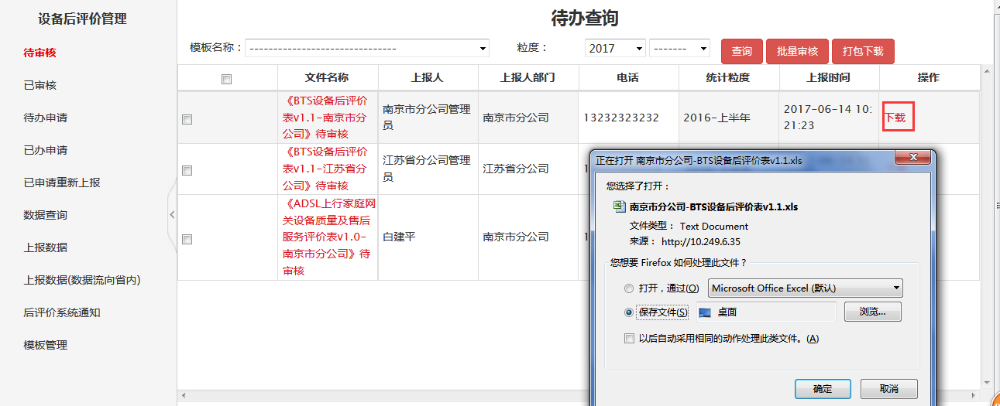 设备后评价管理
待审核
已审核
待办申请
已办申请
已申请重新上报
数据查询
上报数据
上报数据(数据流向省内)
后评价系统通知
模板管理
待办查询
模板名称： ------------------------------- 粒度： 2017 ------- 查询 批量审核 打包下载
文件名称 上报人 上报人部门 电话 统计粒度 上报时间 操作
《BTS设备后评价
表v1.1-南京市分
公司》待审核
南京市分公司管理
员
南京市分公司
13232323232
2016-上半年
2017-06-14 10:
21:23
下载
《BTS设备后评价
表v1.1-江苏省分
公司》待审核
江苏省分公司管理
员
江苏省分公司
《ADSL上行家庭网
关设备质量及售后
服务评价表v1.0-
南京市分公司》待
审核
白建平
南京市分公司
正在打开 南京市分公司-BTS设备后评价表v1.1.xls
您选择了打开：
南京市分公司-BTS设备后评价表v1.1.xls
文件类型： Text Document
来源： http://10.249.6.35
您想要 Firefox 如何处理此文件？
打开，通过(O) Microsoft Office Excel (默认)
保存文件(S) 桌面 浏览...
以后自动采用相同的动作处理此类文件。(A)
确定 取消